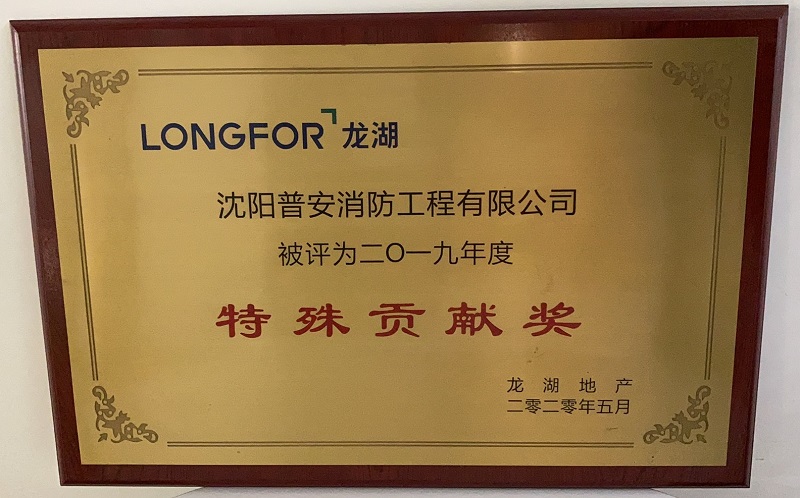 LONGFOR 龙湖
沈阳普安消防工程有限公司
被评为二〇一九年度
特殊贡献奖
龙湖地产
二零二零年五月